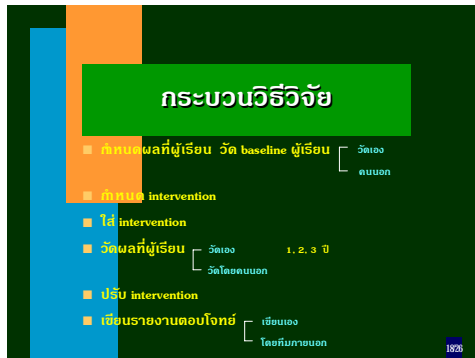 กระบวนวิธีวิจัย
กำหนดผลที่ผู้เรียน วัด baseline ผู้เรียน วัดเอง
คนนอก
กำหนด intervention
ใส่ intervention
วัดผลที่ผู้เรียน วัดเอง 1, 2, 3 ปี
วัดโดยคนนอก
ปรับ intervention
เขียนรายงานตอบโจทย์ เขียนเอง
โดยทีมภายนอก